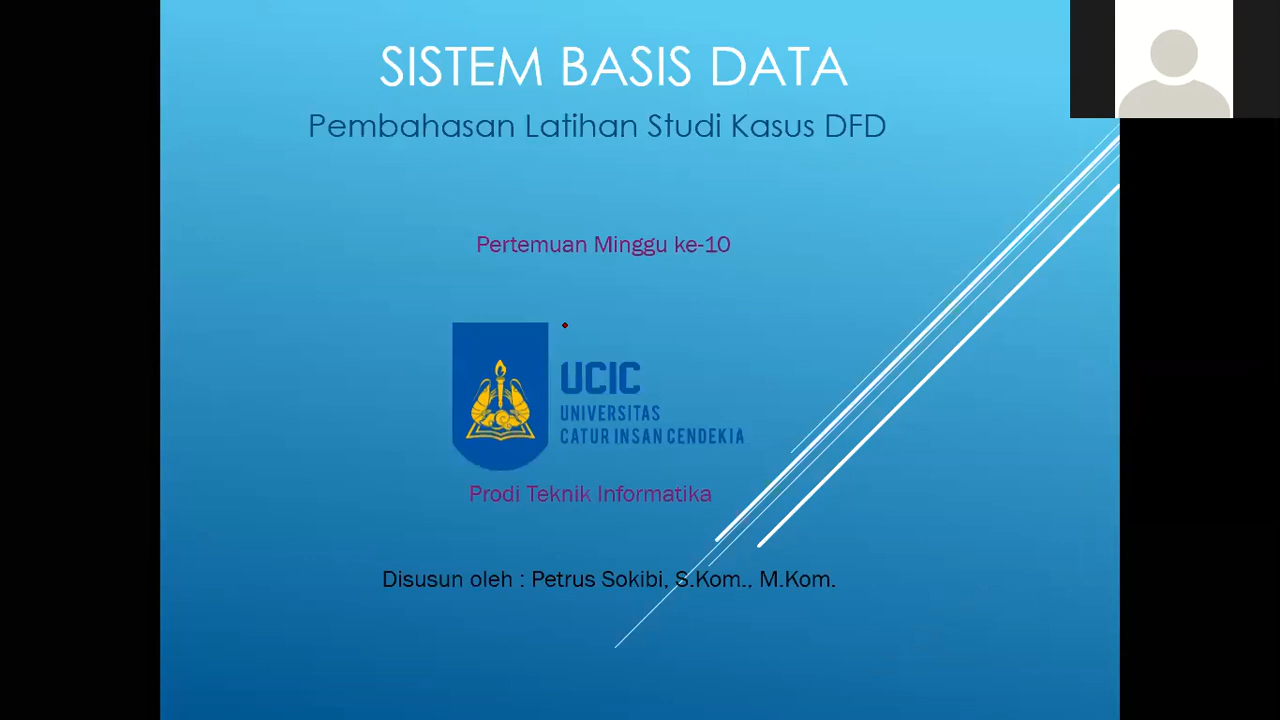 SISTEM BASIS DATA
Pembahasan Latihan Studi Kasus DFD
Pertemuan Minggu ke-10
UCIC
UNIVERSITAS
CATUR INSAN CENDEKIA
Prodi Teknik Informatika
Disusun oleh : Petrus Sokibi, S.Kom., M.Kom.